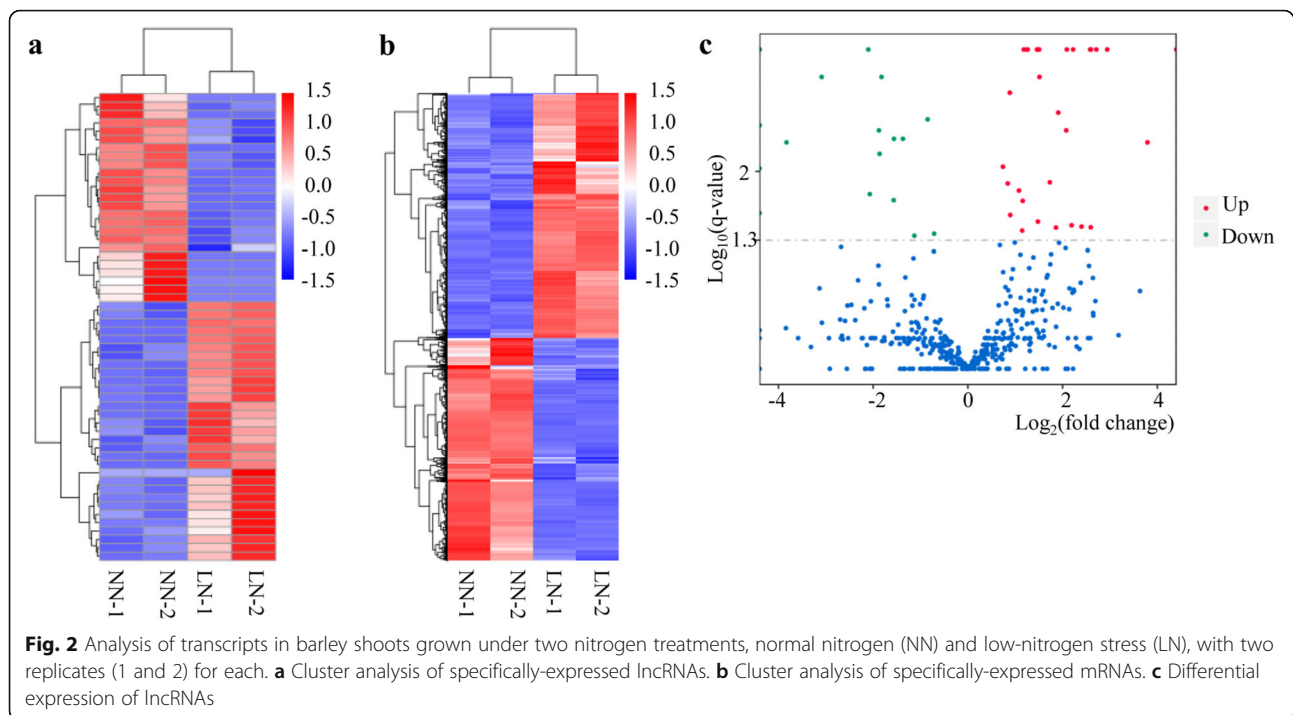 a
1.5
1.0
0.5
0.0
-0.5
-1.0
-1.5
NN-1
NN-2
LN-1
LN-2
b
1.5
1.0
0.5
0.0
-0.5
-1.0
-1.5
NN-1
NN-2
LN-1
LN-2
c
Log10(q-value)
2
1.3
-4
-2
0
2
4
Log2(fold change)
Up
Down
Fig. 2 Analysis of transcripts in barley shoots grown under two nitrogen treatments, normal nitrogen (NN) and low-nitrogen stress (LN), with two
replicates (1 and 2) for each. a Cluster analysis of specifically-expressed lncRNAs. b Cluster analysis of specifically-expressed mRNAs. c Differential
expression of lncRNAs